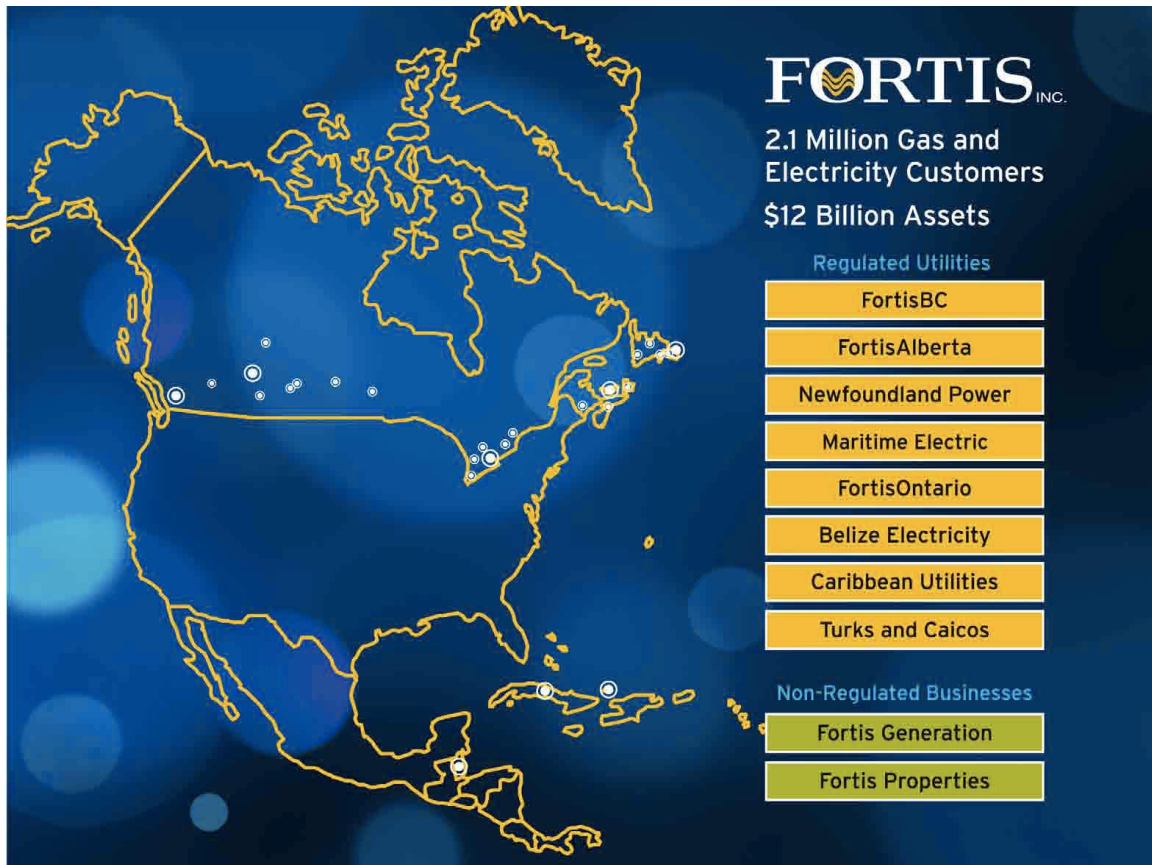 FORTIS INC.
2.1 Million Gas and
Electricity Customers
$12 Billion Assets
Regulated Utilities
FortisBC
FortisAlberta
Newfoundland Power
Maritime Electric
FortisOntario
Belize Electricity
Caribbean Utilities
Turks and Caicos
Non-Regulated Businesses
Fortis Generation
Fortis Properties